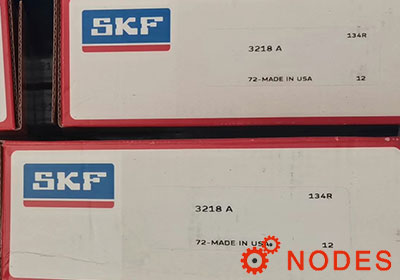 SKF
134R
3218 A
72-MADE IN USA 12
SKF
134R
3218 A
72-MADE IN USA 12
NODES